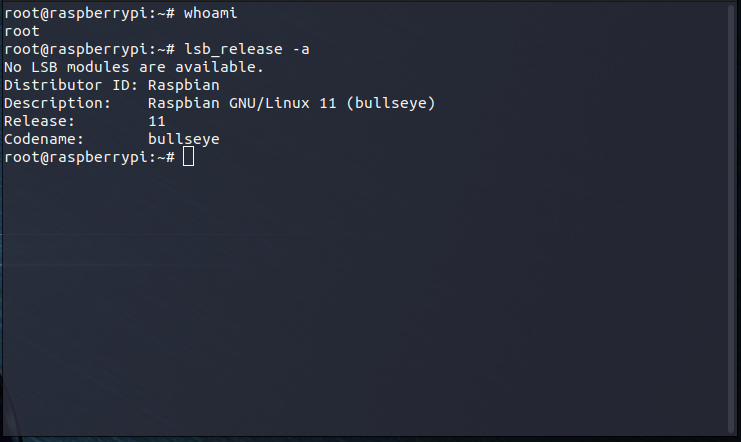 root@raspberrypi:~# whoami
root
root@raspberrypi:~# lsb_release -a
No LSB modules are available.
Distributor ID: Raspbian
Description:    Raspbian GNU/Linux 11 (bullseye)
Release:        11
Codename:       bullseye
root@raspberrypi:~#